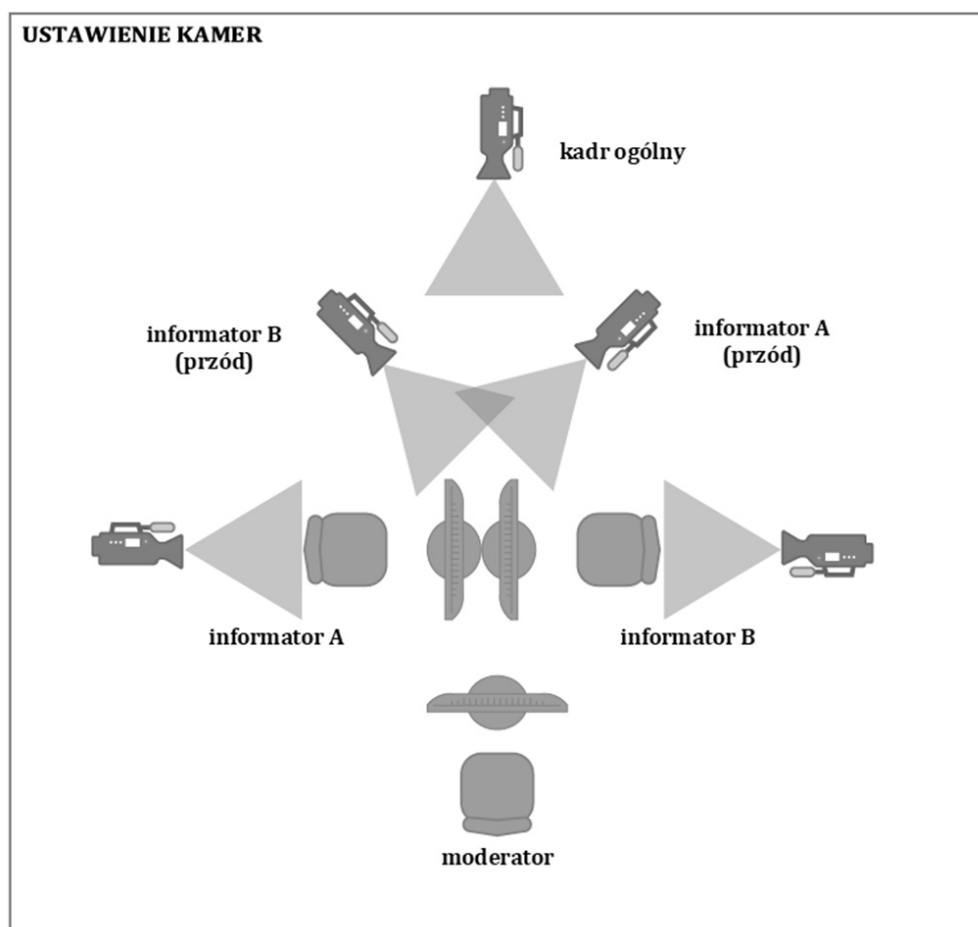 USTAWIENIE KAMER
kadr ogólny
informator B
(przód)
informator A
(przód)
informator A
informator B
moderator